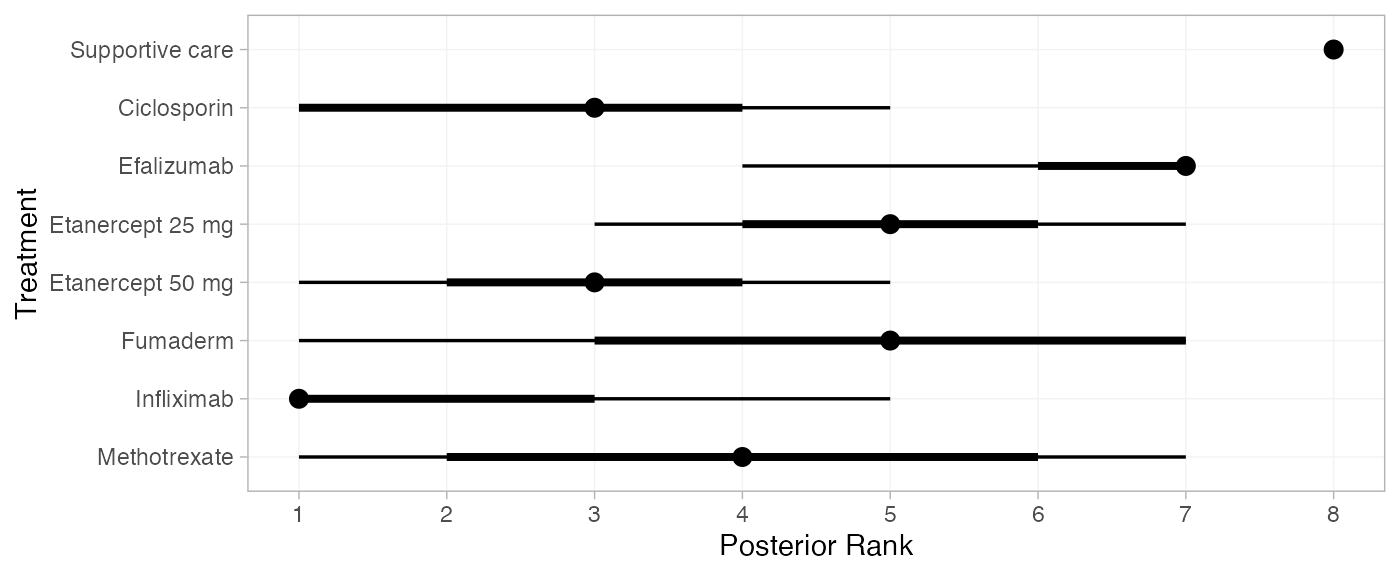 Treatment
Supportive care
Ciclosporin
Efalizumab
Etanercept 25 mg
Etanercept 50 mg
Fumaderm
Infliximab
Methotrexate
1 2 3 4 5 6 7 8
Posterior Rank